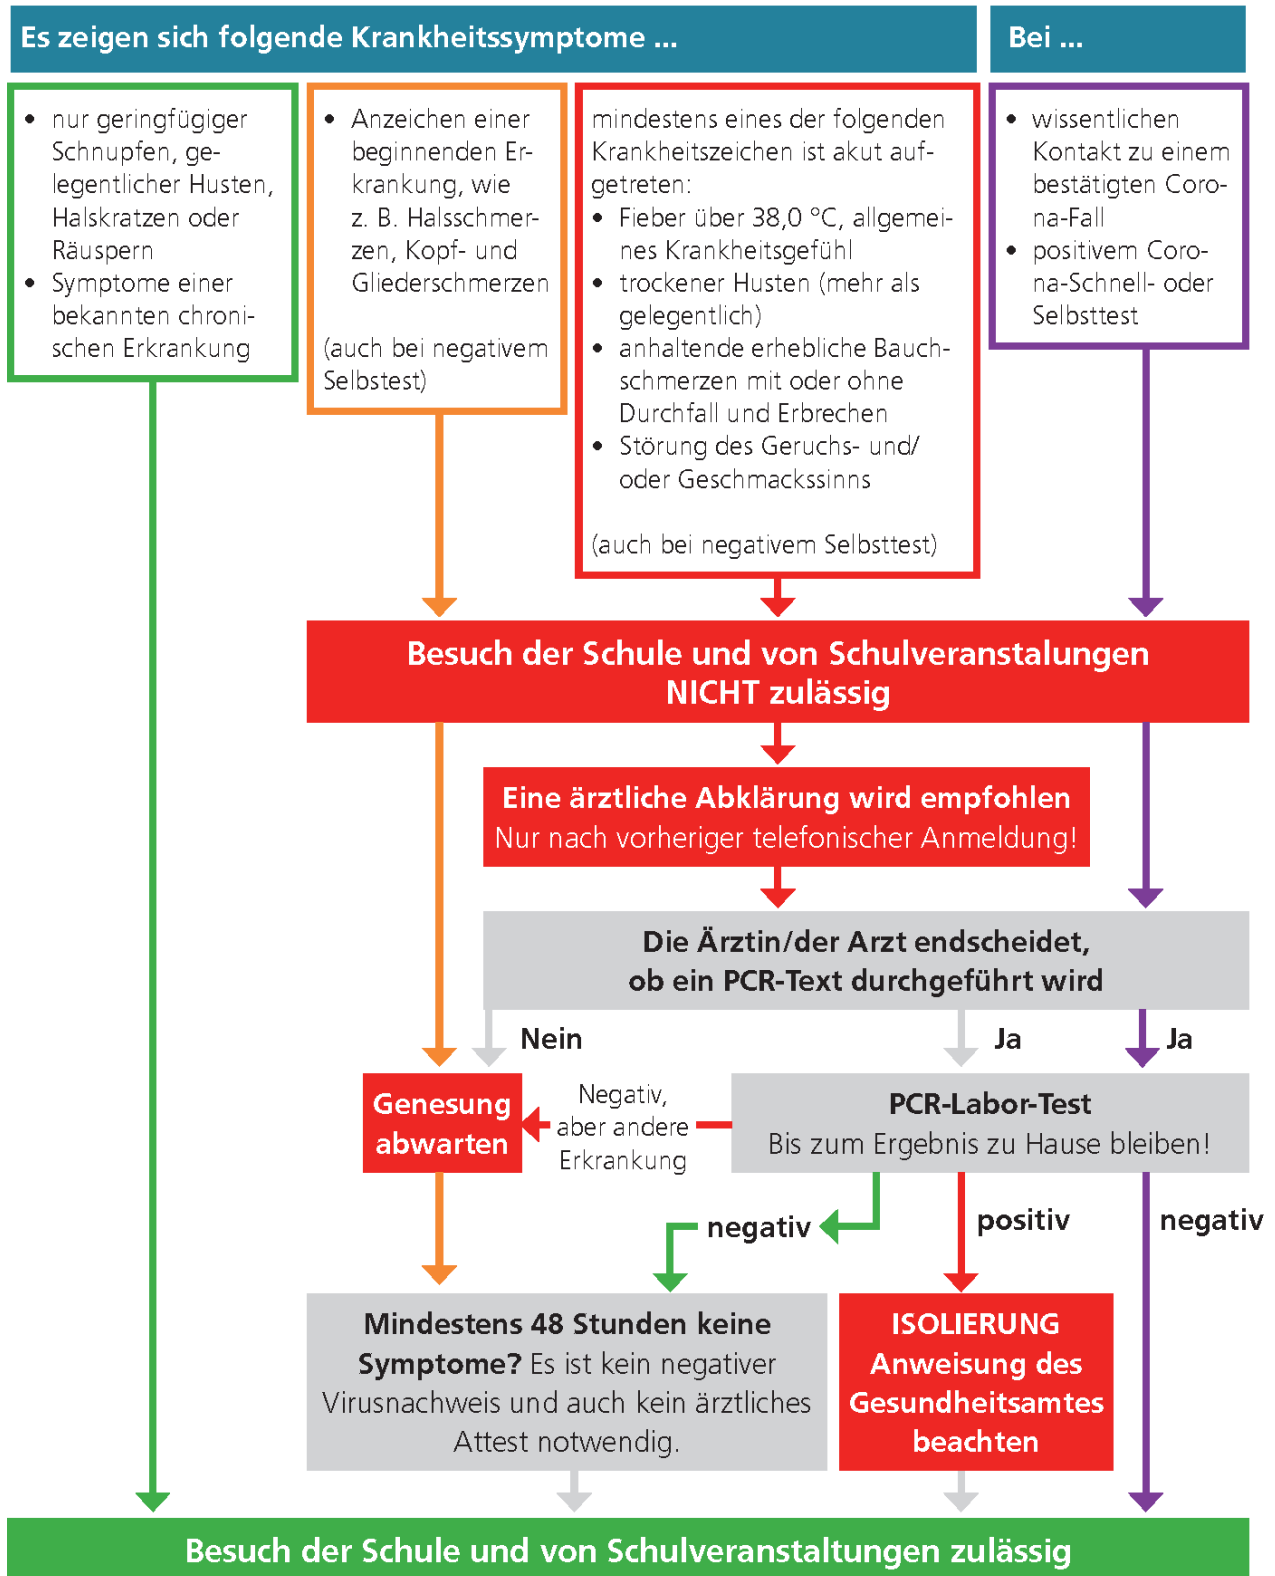 Es zeigen sich folgende Krankheitssymptome ...
Bei ...
• nur geringfügiger
Schnupfen, ge-
legentlicher Husten,
Halskratzen oder
Räuspern
• Symptome einer
bekannten chroni-
schen Erkrankung
• Anzeichen einer
beginnenden Er-
krankung, wie
z. B. Halsschmer-
zen, Kopf- und
Gliederschmerzen
(auch bei negativem
Selbstest)
mindestens eines der folgenden
Krankheitszeichen ist akut auf-
getreten:
• Fieber über 38,0 °C, allgemei-
nes Krankheitsgefühl
• trockener Husten (mehr als
gelegentlich)
• anhaltende erhebliche Bauch-
schmerzen mit oder ohne
Durchfall und Erbrechen
• Störung des Geruchs- und/
oder Geschmackssinns
(auch bei negativem Selbsttest)
• wissentlichen
Kontakt zu einem
bestätigten Coro-
na-Fall
• positivem Coro-
na-Schnell- oder
Selbsttest
Besuch der Schule und von Schulveranstalungen
NICHT zulässig
Eine ärztliche Abklärung wird empfohlen
Nur nach vorheriger telefonischer Anmeldung!
Die Ärztin/der Arzt endscheidet,
ob ein PCR-Text durchgeführt wird
Nein
Ja
Ja
Genesung
abwarten
Negativ,
aber andere
Erkrankung
PCR-Labor-Test
Bis zum Ergebnis zu Hause bleiben!
negativ
positiv
negativ
Mindestens 48 Stunden keine
Symptome? Es ist kein negativer
Virusnachweis und auch kein ärztliches
Attest notwendig.
ISOLIERUNG
Anweisung des
Gesundheitsamtes
beachten
Besuch der Schule und von Schulveranstaltungen zulässig